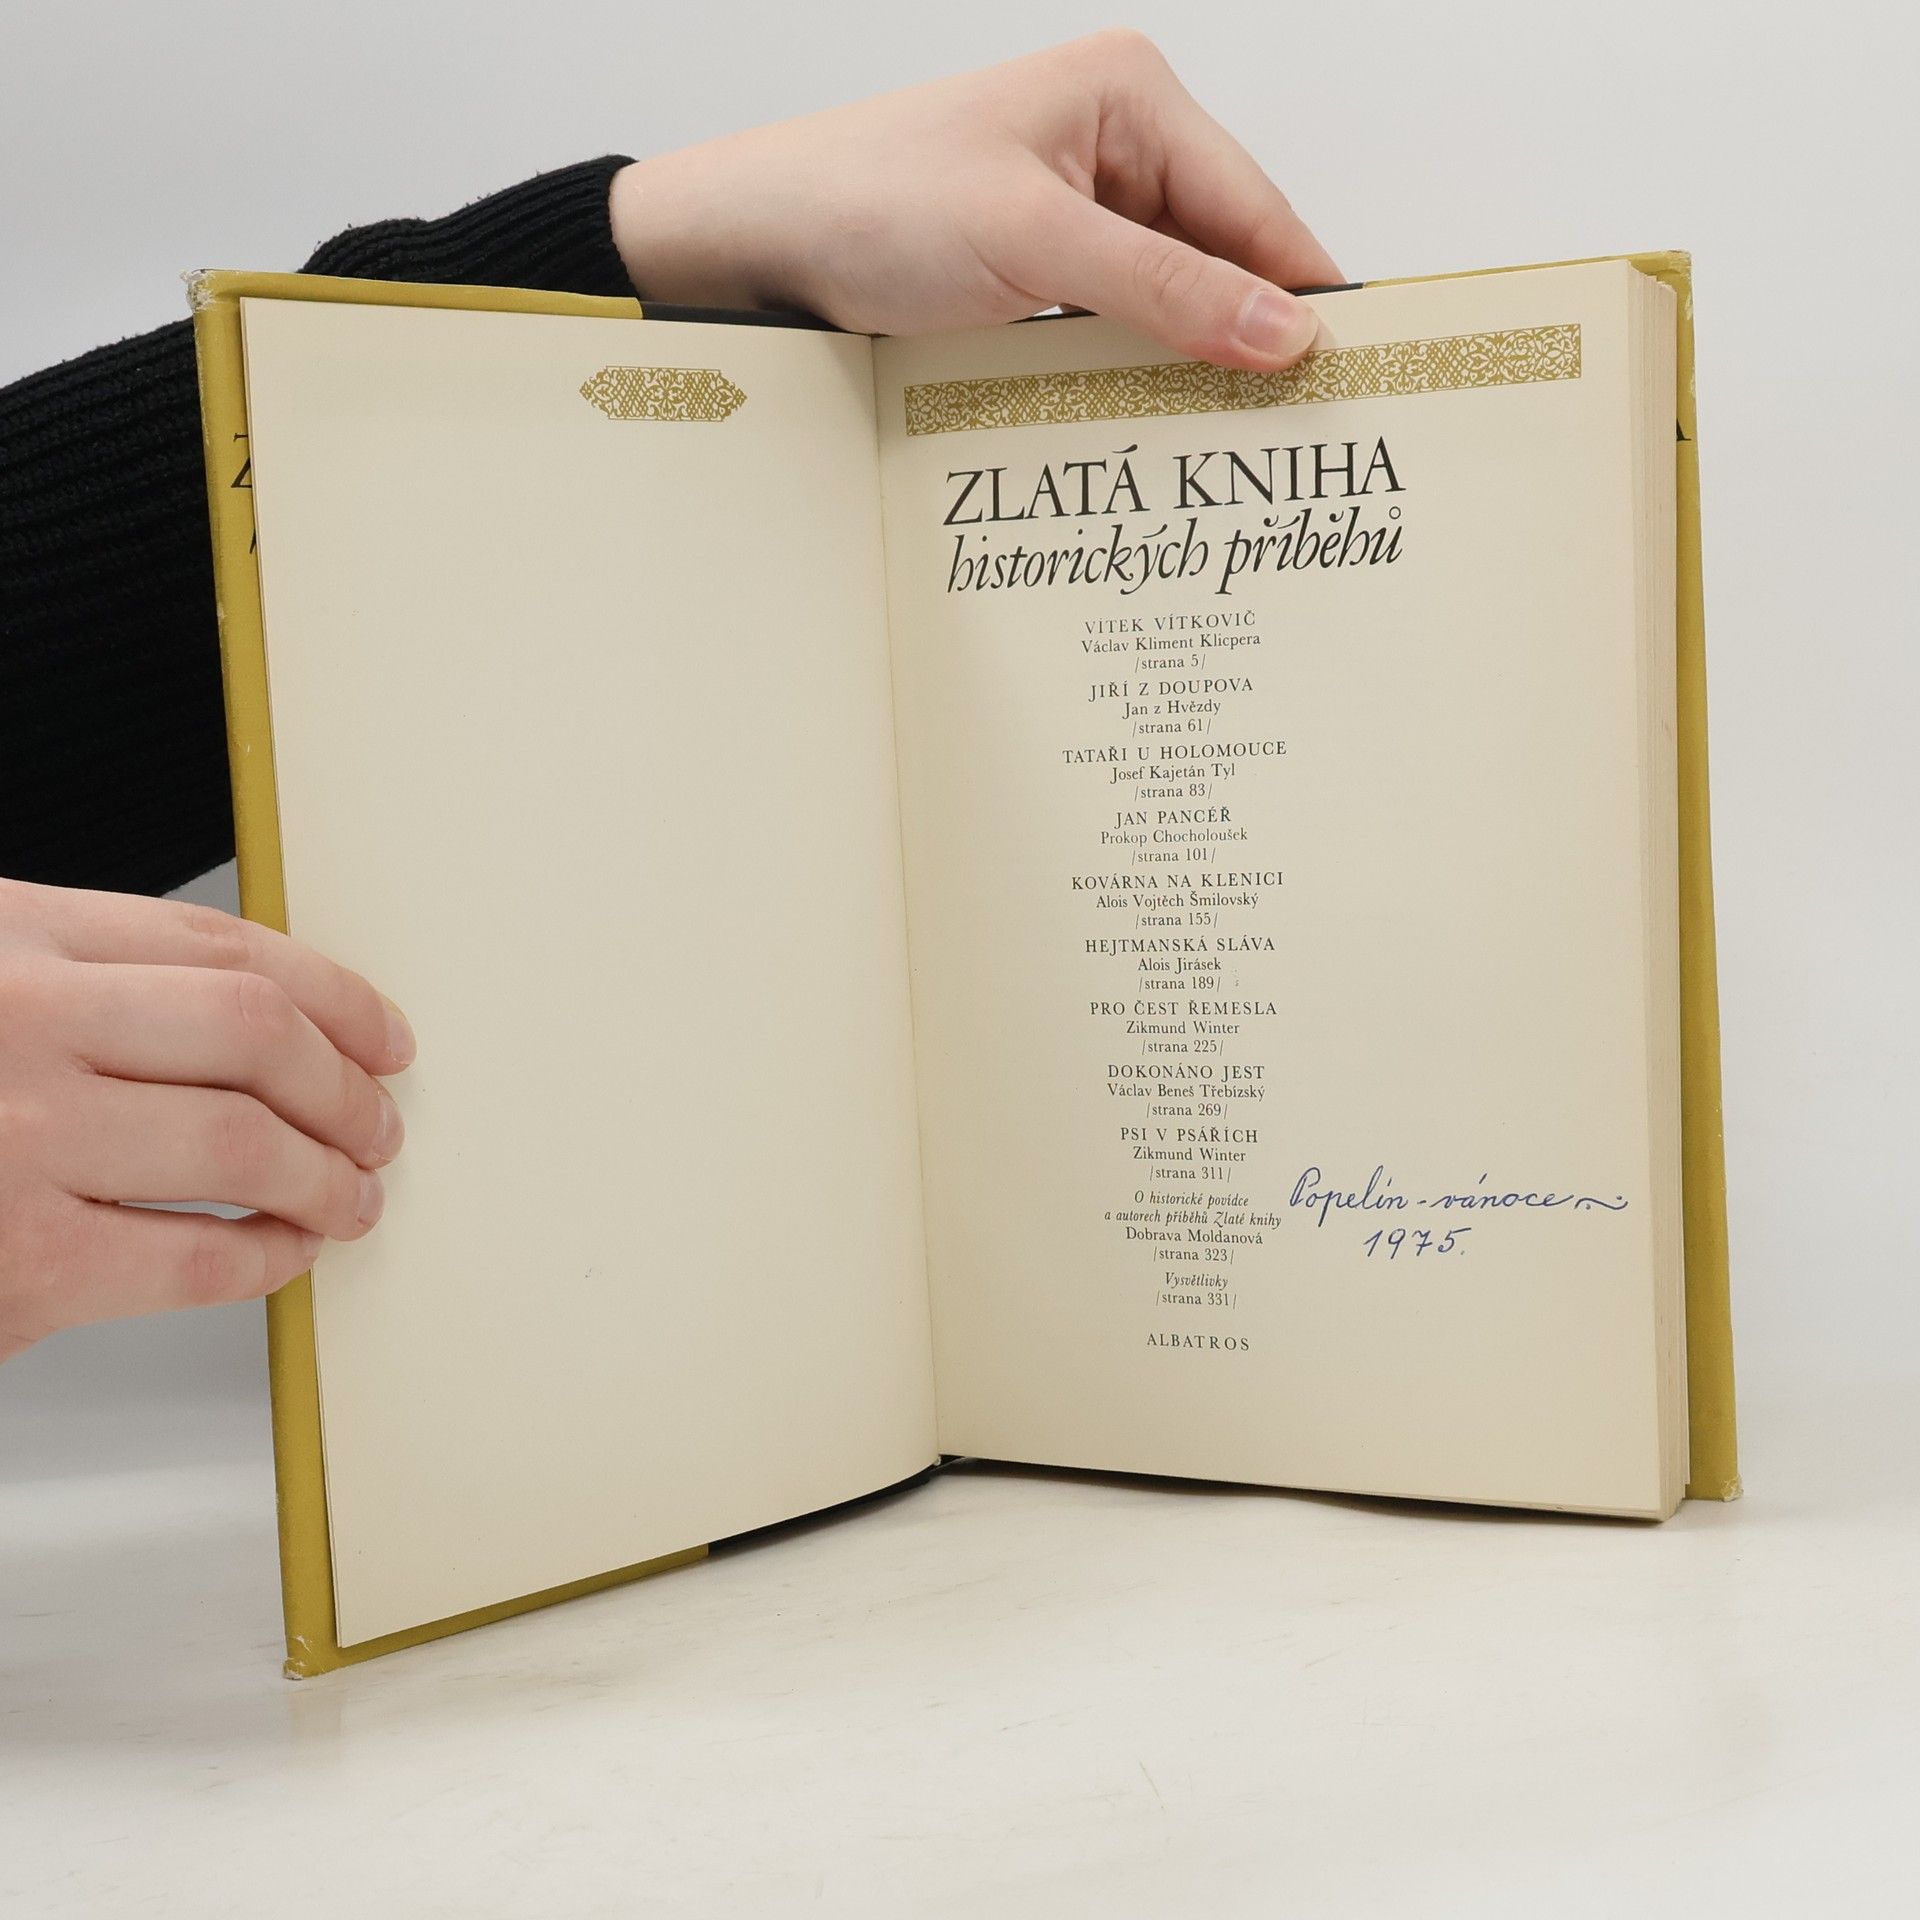 ZLATÁ KNIHA
historických příběhů
VÍTEK VÍTKOVIČ
Václav Kliment Klicpera
/strana 5/
JIŘÍ Z DOUPOVA
Jan z Hvězdy
/strana 61/
TATAŘI U HOLOMOUCE
Josef Kajetán Tyl
/strana 83/
JAN PANCÉŘ
Prokop Chocholoušek
/strana 101/
KOVÁRNA NA KLENICI
Alois Vojtěch Šmilovský
/strana 155/
HEJTMANSKÁ SLÁVA
Alois Jirásek
/strana 189/
PRO ČEST ŘEMESLA
Zikmund Winter
/strana 225/
DOKONÁNO JEST
Václav Beneš Třebízský
/strana 269/
PSI V PSÁŘÍCH
Zikmund Winter
/strana 311/
O historické povídce
a autorech příběhů Zlaté knihy
Dobrava Moldanová
/strana 323/
Vysvětlivky
/strana 331/
ALBATROS
Popelín - vánoce
1975.